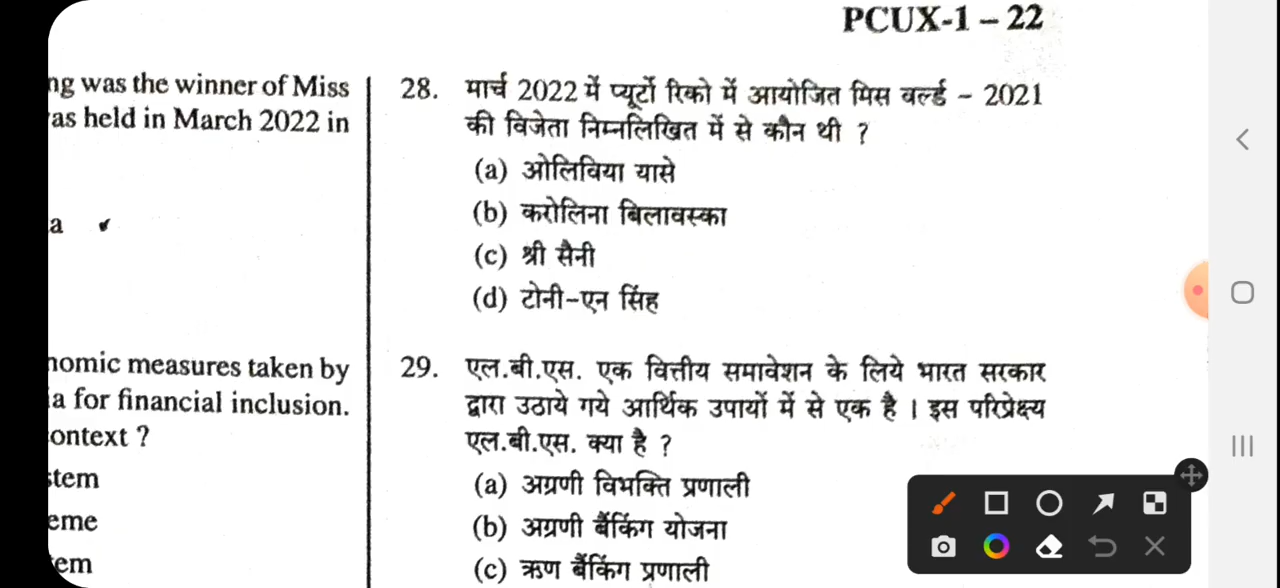 PCUX-1 – 22
ng was the winner of Miss
as held in March 2022 in
a
nomic measures taken by
a for financial inclusion.
ontext ?
stem
eme
em
28. मार्च 2022 में प्यूर्टो रिको में आयोजित मिस वर्ल्ड – 2021
की विजेता निम्नलिखित में से कौन थी ?
(a) ओलिविया यासे
(b) करोलिना बिलावस्का
(c) श्री सैनी
(d) टोनी-एन सिंह
29. एल.बी.एस. एक वित्तीय समावेशन के लिये भारत सरकार
द्वारा उठाये गये आर्थिक उपायों में से एक है । इस परिप्रेक्ष्य
एल.बी.एस. क्या है ?
(a) अग्रणी विभक्ति प्रणाली
(b) अग्रणी बैंकिंग योजना
(c) ऋण बैंकिंग प्रणाली